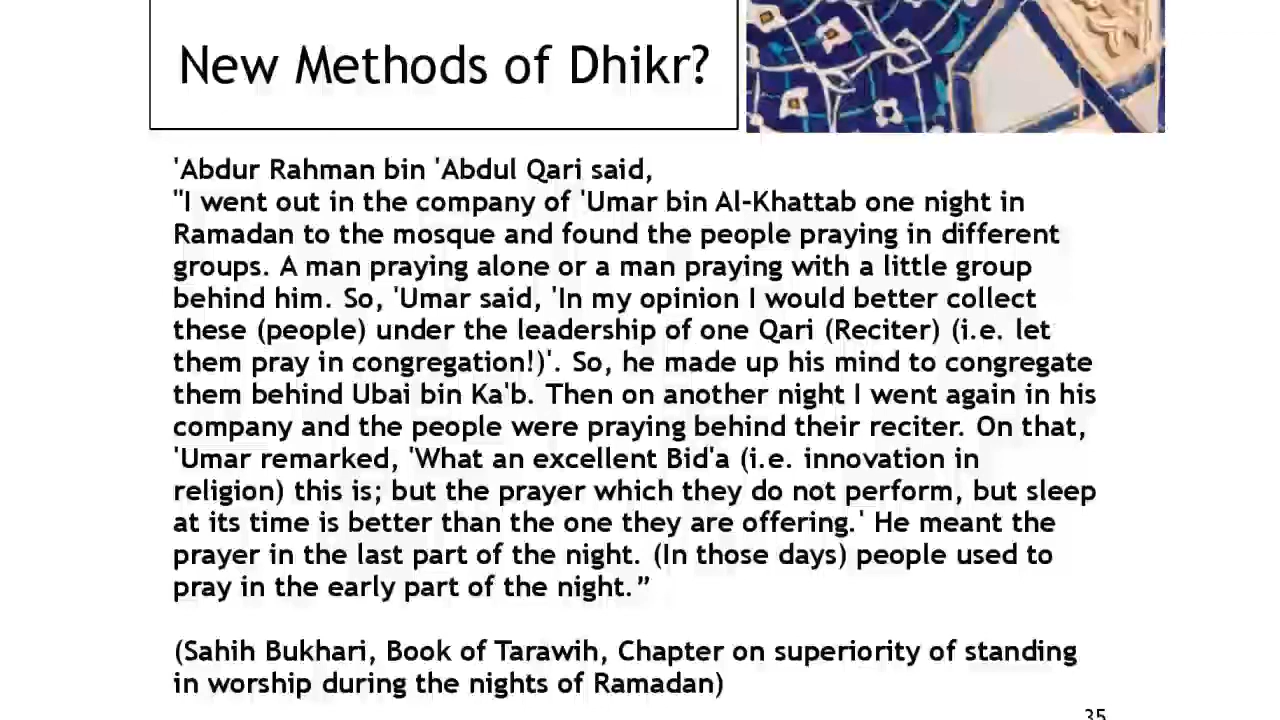 New Methods of Dhikr?
'Abdur Rahman bin 'Abdul Qari said,
"I went out in the company of 'Umar bin Al-Khattab one night in
Ramadan to the mosque and found the people praying in different
groups. A man praying alone or a man praying with a little group
behind him. So, 'Umar said, 'In my opinion I would better collect
these (people) under the leadership of one Qari (Reciter) (i.e. let
them pray in congregation!)'. So, he made up his mind to congregate
them behind Ubai bin Ka'b. Then on another night I went again in his
company and the people were praying behind their reciter. On that,
'Umar remarked, 'What an excellent Bid'a (i.e. innovation in
religion) this is; but the prayer which they do not perform, but sleep
at its time is better than the one they are offering.' He meant the
prayer in the last part of the night. (In those days) people used to
pray in the early part of the night.”
(Sahih Bukhari, Book of Tarawih, Chapter on superiority of standing
in worship during the nights of Ramadan)
35